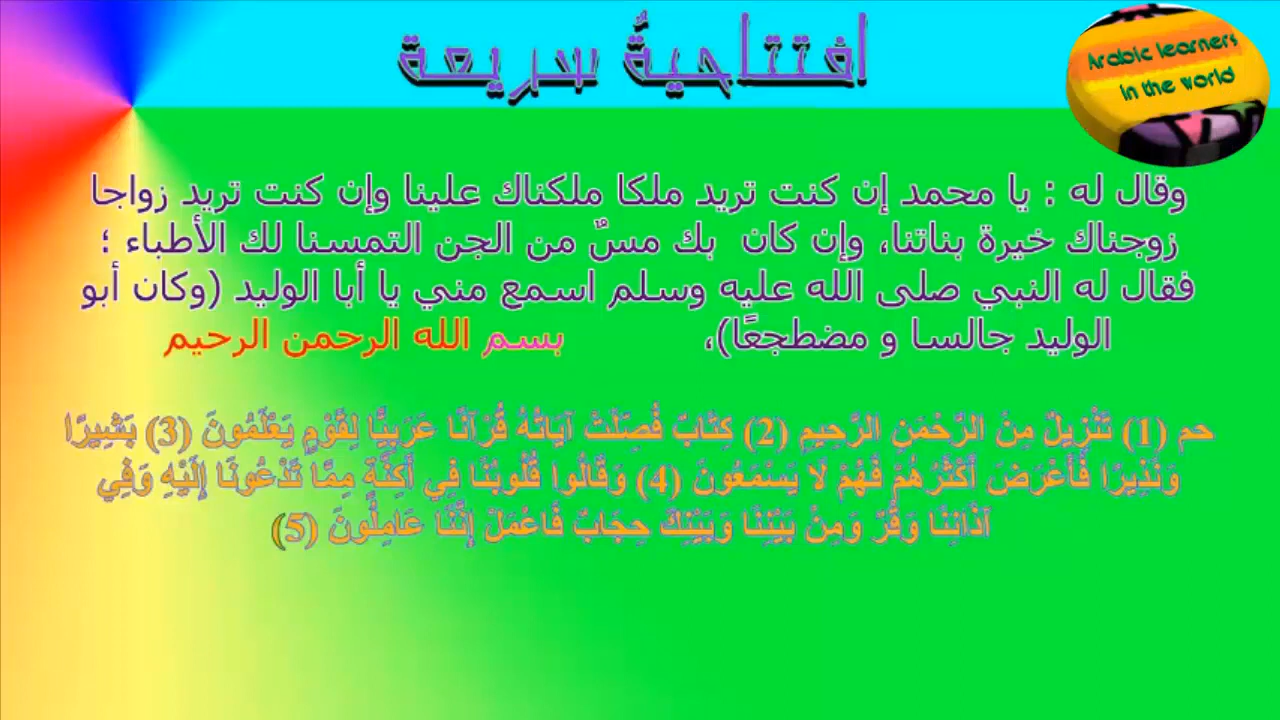 افتتاحيةٌ سريعة
Arabic learners
in the world
وقال له : يا محمد إن كنت تريد ملكا ملكناك علينا وإن كنت تريد زواجا
زوجناك خيرة بناتنا، وإن كان بك مسٌ من الجن التمسنا لك الأطباء ؛
فقال له النبي صلى الله عليه وسلم اسمع مني يا أبا الوليد (وكان أبو
الوليد جالسا و مضطجعًا)، بسم الله الرحمن الرحيم
حم (1) تَنْزِيلٌ مِنَ الرَّحْمَنِ الرَّحِيمِ (2) كِتَابٌ فُصِّلَتْ آيَاتُهُ قُرْآنًا عَرَبِيًّا لِقَوْمٍ يَعْلَمُونَ (3) بَشِيرًا
وَنَذِيرًا فَأَعْرَضَ أَكْثَرُهُمْ فَهُمْ لَا يَسْمَعُونَ (4) وَقَالُوا قُلُوبُنَا فِي أَكِنَّةٍ مِمَّا تَدْعُونَا إِلَيْهِ وَفِي
آذَانِنَا وَقْرٌ وَمِنْ بَيْنِنَا وَبَيْنِكَ حِجَابٌ فَاعْمَلْ إِنَّنَا عَامِلُونَ (5)